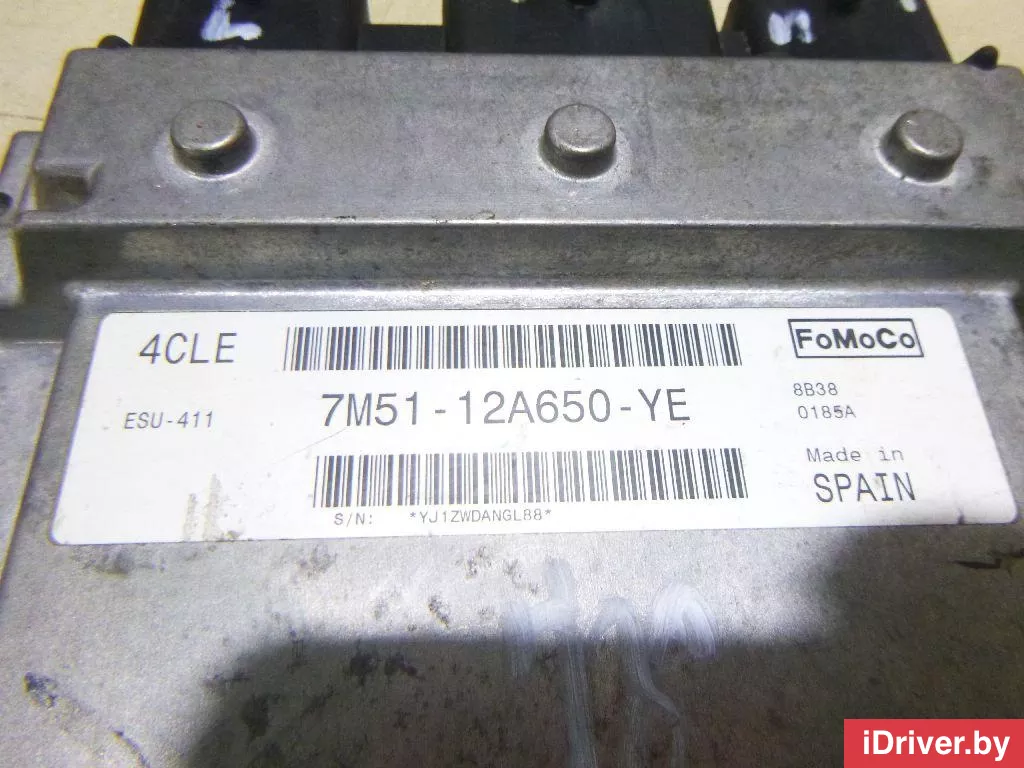 4CLE
FoMoCo
7M51-12A650-YE
ESU-411
8B38
0185A
Made in
SPAIN
S/N: *YJ1ZWDANGL88*
iDriver.by